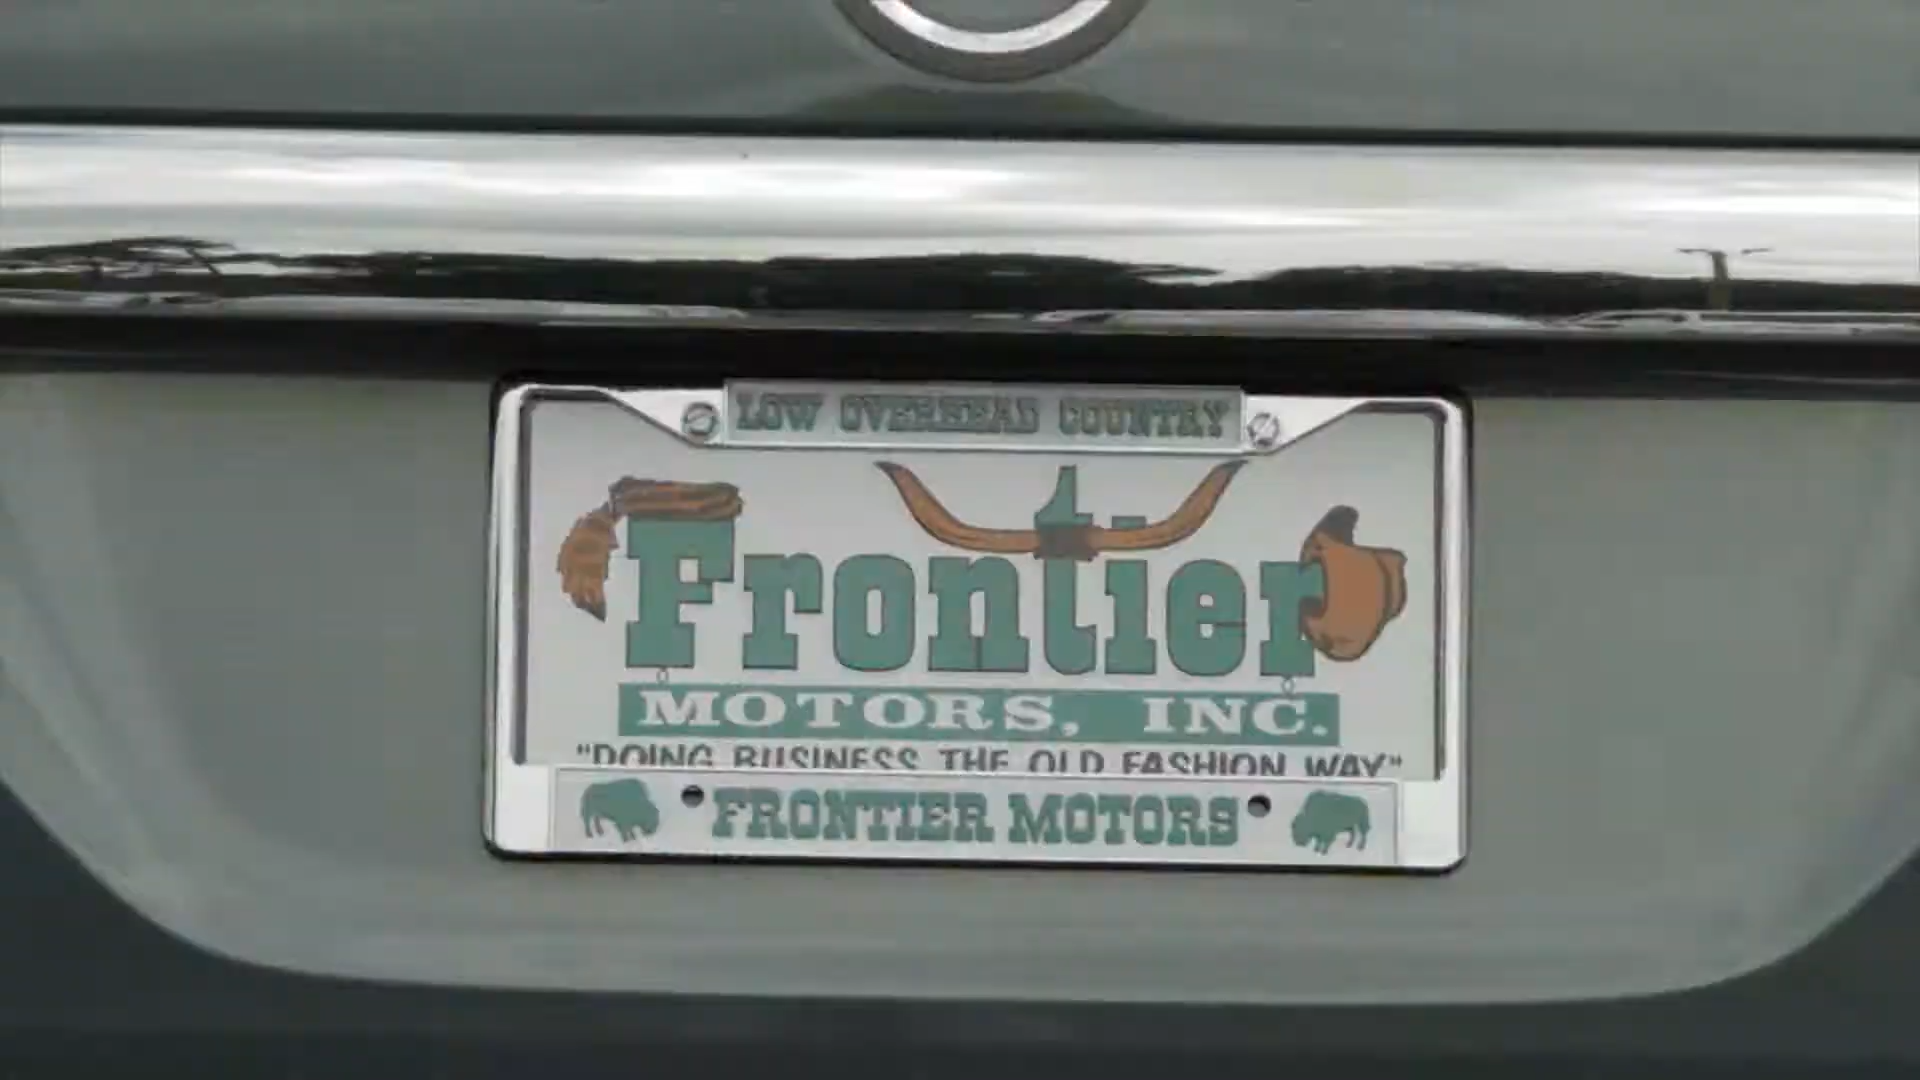 LOW OVERHEAD COUNTRY
Frontier
MOTORS, INC.
"DOING BUSINESS THE OLD FASHION WAY"
FRONTIER MOTORS